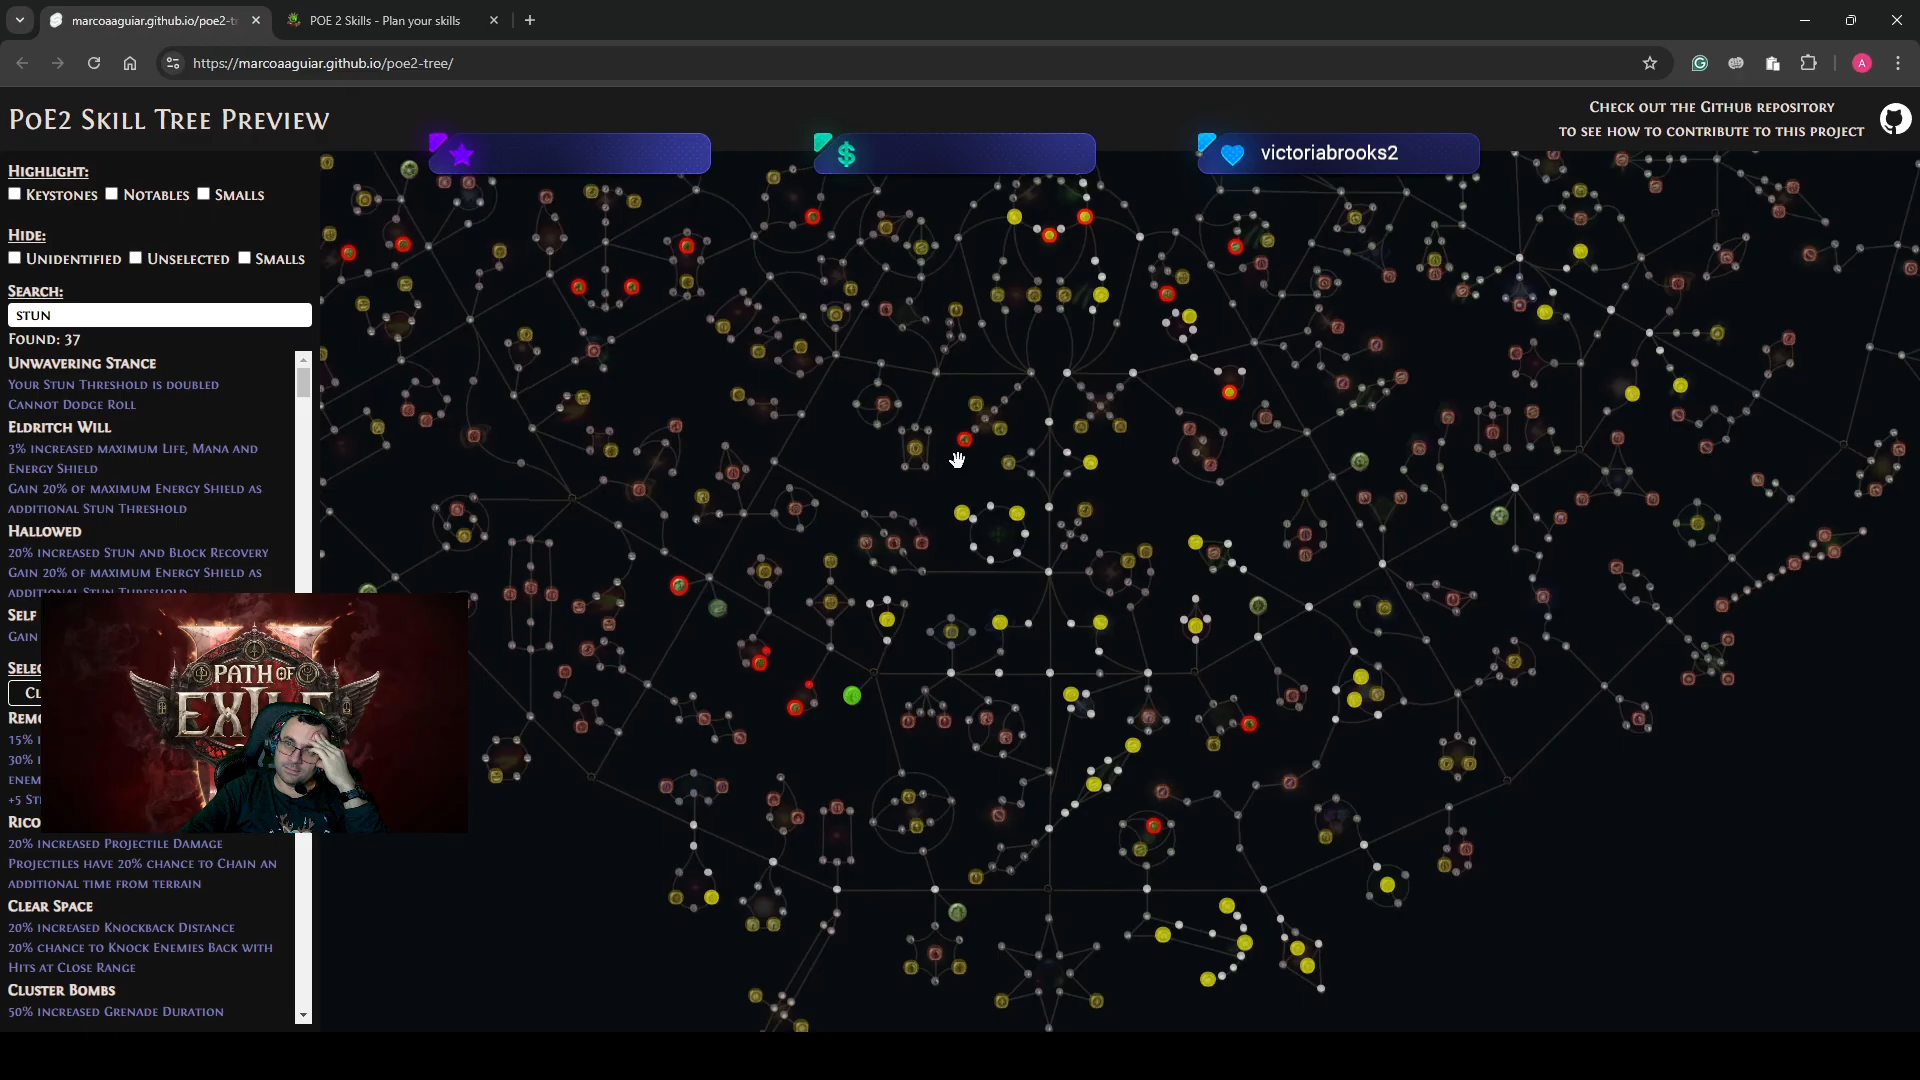 marcoaaguiar.github.io/poe2-t
POE 2 Skills - Plan your skills
https://marcoaaguiar.github.io/poe2-tree/
A
PoE2 Skill Tree Preview
Check out the Github repository
to see how to contribute to this project
$
victoriabrooks2
Highlight:
Keystones Notables Smalls
Hide:
Unidentified Unselected Smalls
Search:
stun
Found: 37
Unwavering Stance
Your Stun Threshold is doubled
Cannot Dodge Roll
Eldritch Will
3% increased maximum Life, Mana and
Energy Shield
Gain 20% of maximum Energy Shield as
additional Stun Threshold
Hallowed
20% increased Stun and Block Recovery
Gain 20% of maximum Energy Shield as
additional Stun Threshold
Self
Gain
PATH OF
EXILE
15%
30%
+5
20% increased Projectile Damage
Projectiles have 20% chance to Chain an
additional time from terrain
Clear Space
20% increased Knockback Distance
20% chance to Knock Enemies Back with
Hits at Close Range
Cluster Bombs
50% increased Grenade Duration